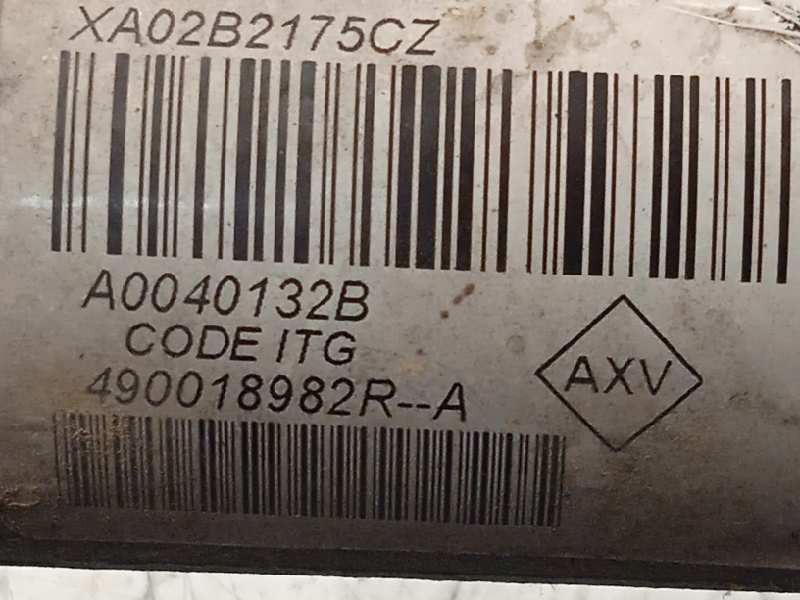 XA02B2175CZ
A0040132B
CODE ITG
490018982R--A
AXV